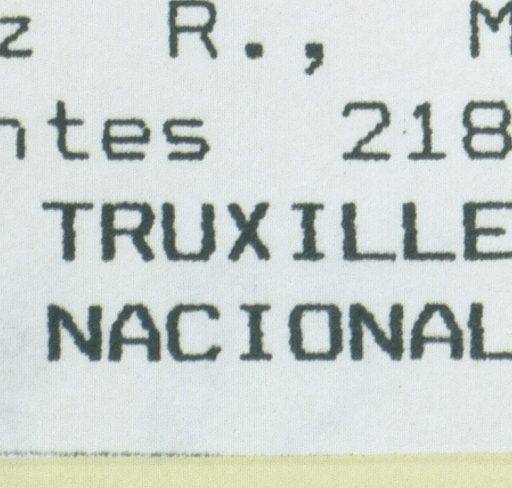 z R., M
ntes 218
TRUXILLE
NACIONAL